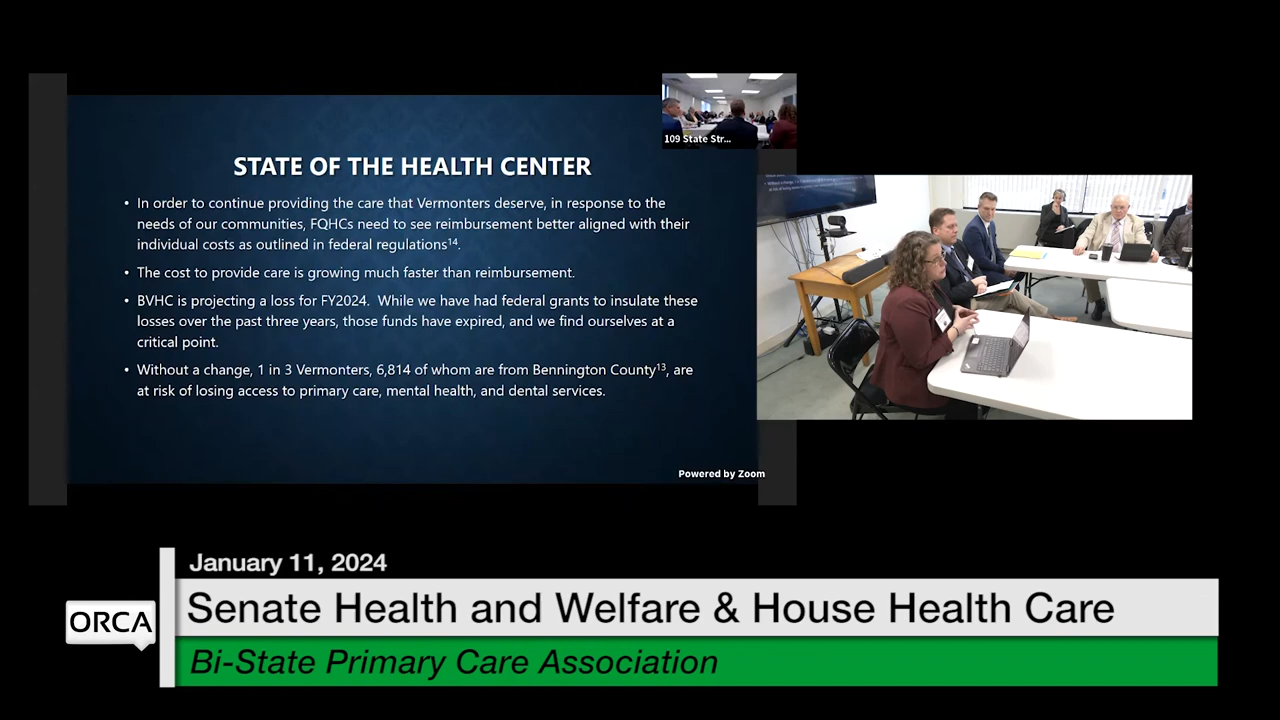 109 State Str...
STATE OF THE HEALTH CENTER
• In order to continue providing the care that Vermonters deserve, in response to the
needs of our communities, FQHCs need to see reimbursement better aligned with their
individual costs as outlined in federal regulations¹⁴.
• The cost to provide care is growing much faster than reimbursement.
• BVHC is projecting a loss for FY2024. While we have had federal grants to insulate these
losses over the past three years, those funds have expired, and we find ourselves at a
critical point.
• Without a change, 1 in 3 Vermonters, 6,814 of whom are from Bennington County¹³, are
at risk of losing access to primary care, mental health, and dental services.
Powered by Zoom
January 11, 2024
ORCA
Senate Health and Welfare & House Health Care
Bi-State Primary Care Association